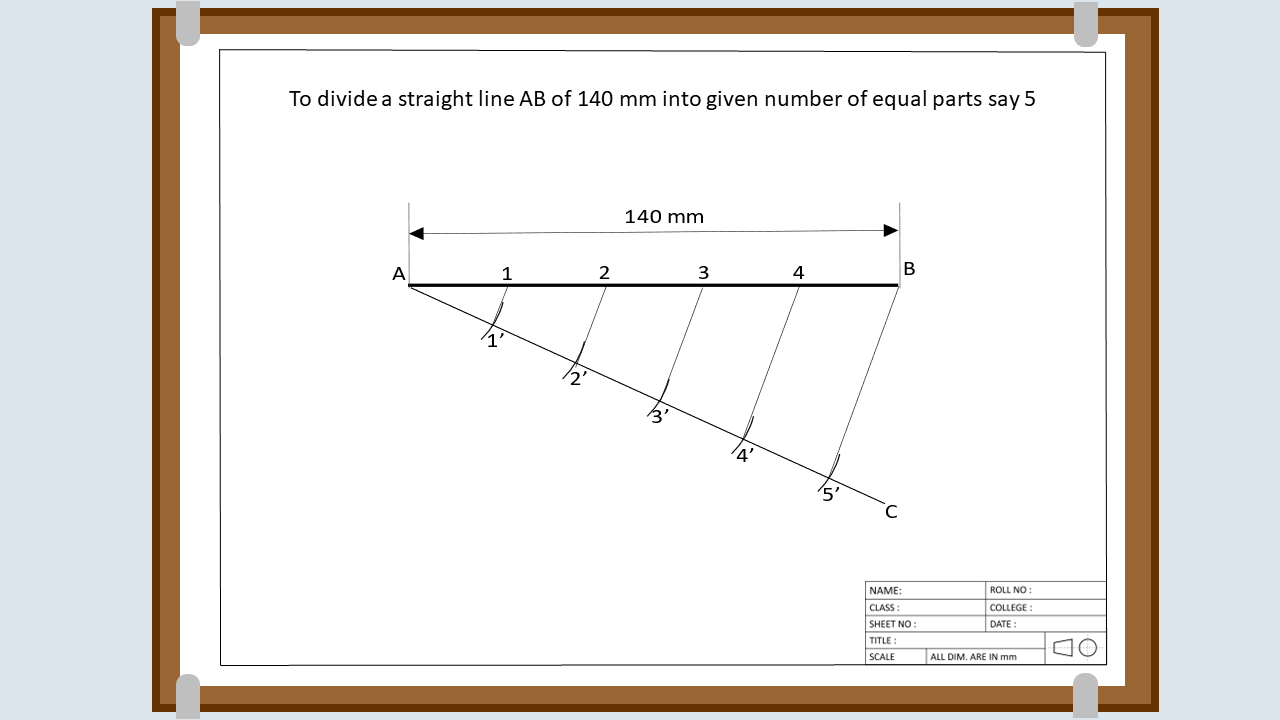 To divide a straight line AB of 140 mm into given number of equal parts say 5
140 mm
A 1 2 3 4 B
1’
2’
3’
4’
5’
C
NAME: ROLL NO :
CLASS : COLLEGE :
SHEET NO : DATE :
TITLE :
SCALE ALL DIM. ARE IN mm